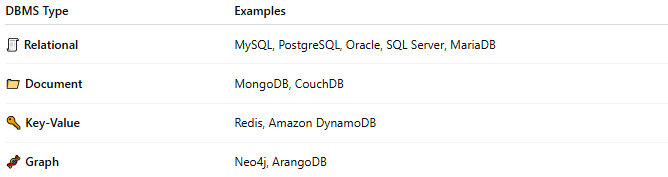 DBMS Type Examples
Relational MySQL, PostgreSQL, Oracle, SQL Server, MariaDB
Document MongoDB, CouchDB
Key-Value Redis, Amazon DynamoDB
Graph Neo4j, ArangoDB